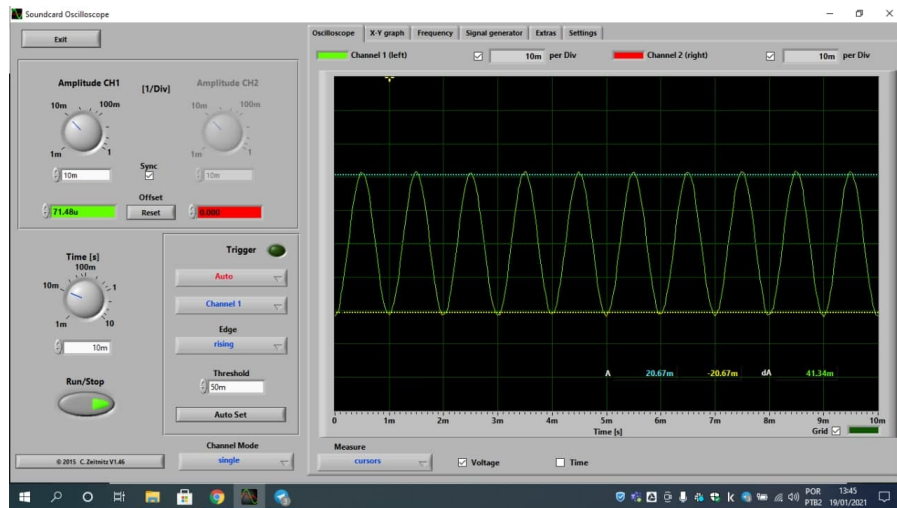 Soundcard Oscilloscope
Exit
Oscilloscope X-Y graph Frequency Signal generator Extras Settings
Channel 1 (left) 10m per Div Channel 2 (right) 10m per Div
Amplitude CH1 [1/Div] Amplitude CH2
10m 100m 10m 100m
1m 1 1m 1
Sync
10m 10m
Offset
71.48u Reset 0.000
Time [s]
100m
10m 1
1m 10
10m
Run/Stop
Trigger
Auto
Channel 1
Edge
rising
Threshold
50m
Auto Set
Channel Mode
single
© 2015 C. Zeitnitz V1.46
A 20.67m -20.67m dA 41.34m
0 1m 2m 3m 4m 5m 6m 7m 8m 9m 10m
Time [s] Grid
Measure
cursors Voltage Time
POR 13:45
PTB2 19/01/2021